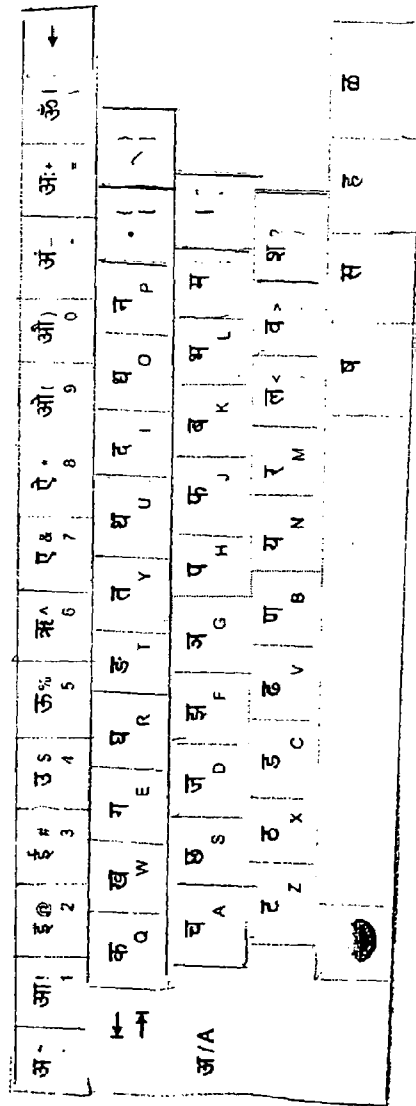 अ ~ आ ! 1 इ @ 2 ई # 3 उ $ 4 ऊ % 5 ऋ ^ 6 ए & 7 ऐ * 8 ओ ( 9 औ ) 0 अं _ - अः + = ॐ | \ ←
क Q ख W ग E घ R ङ T त Y थ U द I ध O न P
अ/A च A छ S ज D झ F ञ G प H फ J ब K भ L म
ट Z ठ X ड C ढ V ण B य N र M ल < व > श ? /
ष स ह ळ